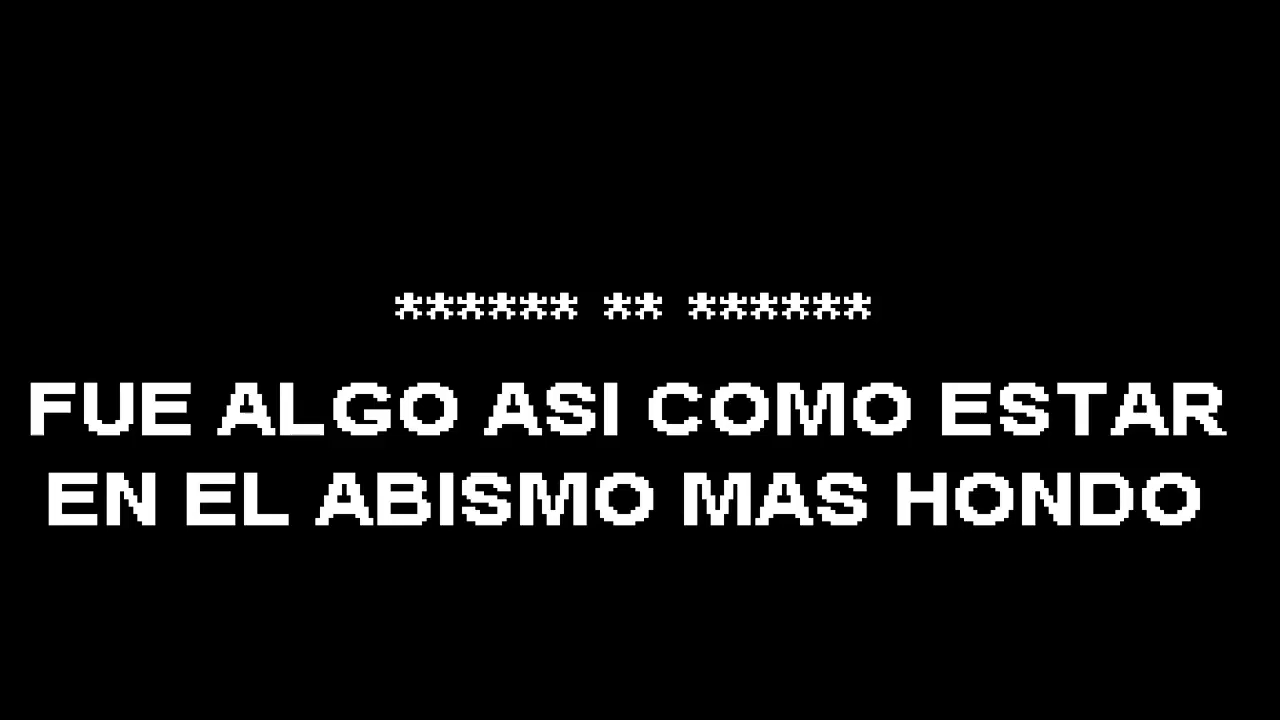 ****** ** ******
FUE ALGO ASI COMO ESTAR
EN EL ABISMO MAS HONDO